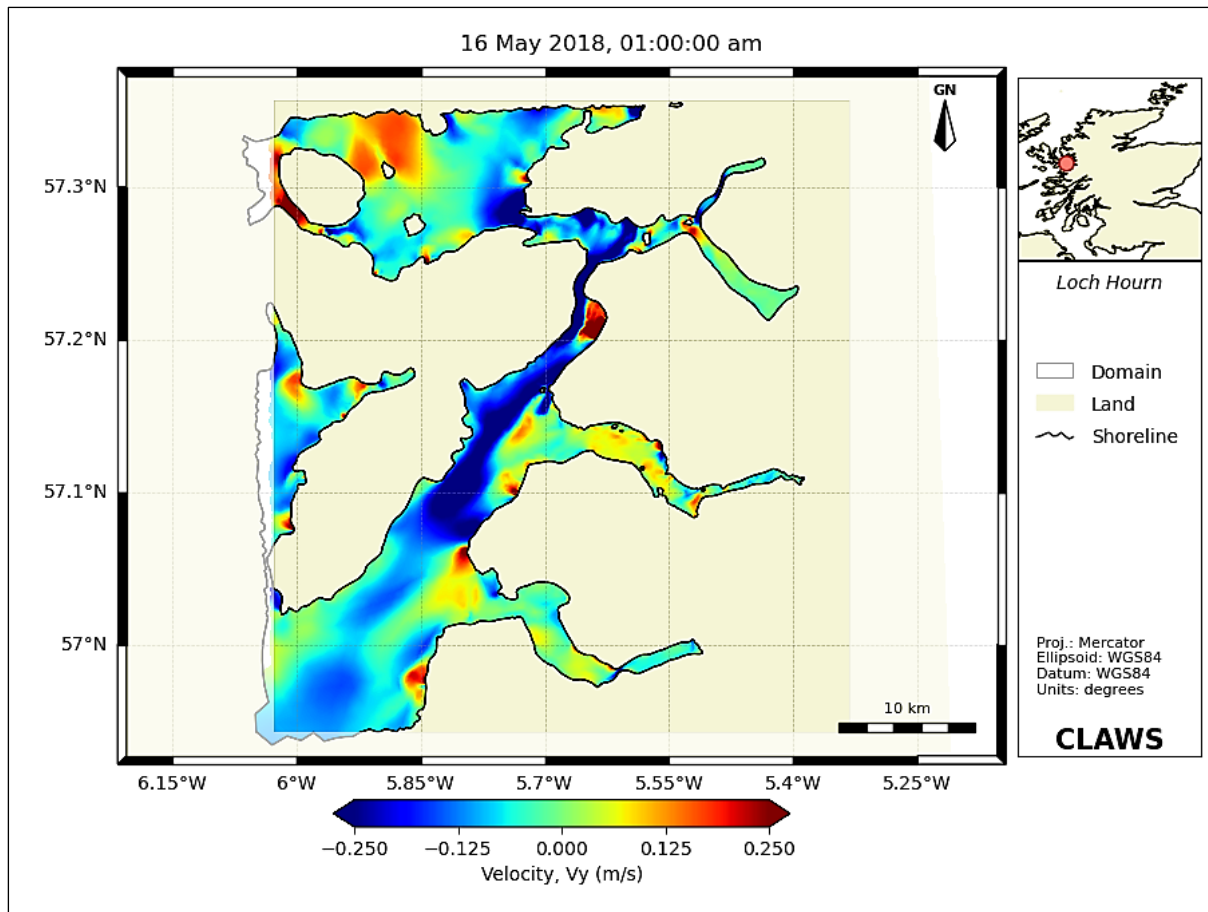 16 May 2018, 01:00:00 am
GN
57.3°N
57.2°N
57.1°N
57°N
10 km
6.15°W
6°W
5.85°W
5.7°W
5.55°W
5.4°W
5.25°W
−0.250
−0.125
0.000
0.125
0.250
Velocity, Vy (m/s)
Loch Hourn
Domain
Land
Shoreline
Proj.: Mercator
Ellipsoid: WGS84
Datum: WGS84
Units: degrees
CLAWS